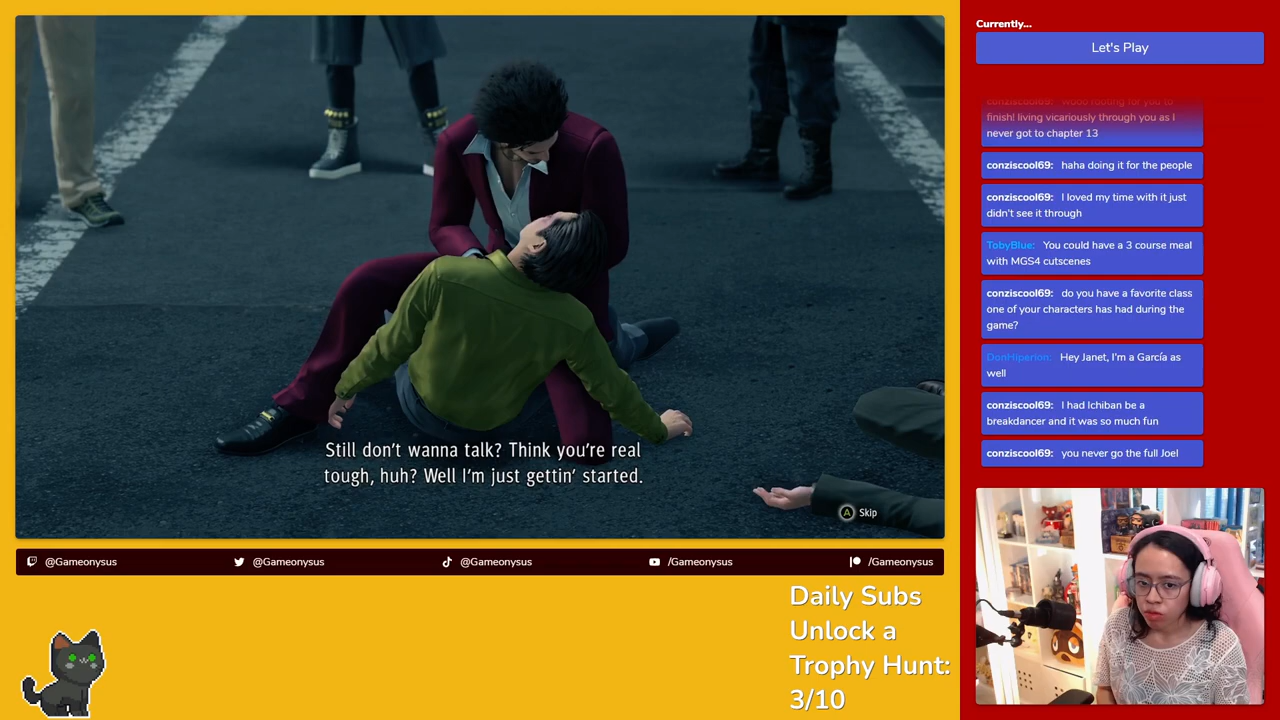 Currently...
Let's Play
conziscool69: wooo rooting for you to
finish! living vicariously through you as I
never got to chapter 13
conziscool69: haha doing it for the people
conziscool69: I loved my time with it just
didn't see it through
TobyBlue: You could have a 3 course meal
with MGS4 cutscenes
conziscool69: do you have a favorite class
one of your characters has had during the
game?
DonHiparion: Hey Janet, I'm a García as
well
conziscool69: I had Ichiban be a
breakdancer and it was so much fun
conziscool69: you never go the full Joel
Still don't wanna talk? Think you're real
tough, huh? Well I'm just gettin' started.
A Skip
@Gameonysus @Gameonysus @Gameonysus /Gameonysus /Gameonysus
Daily Subs
Unlock a
Trophy Hunt:
3/10